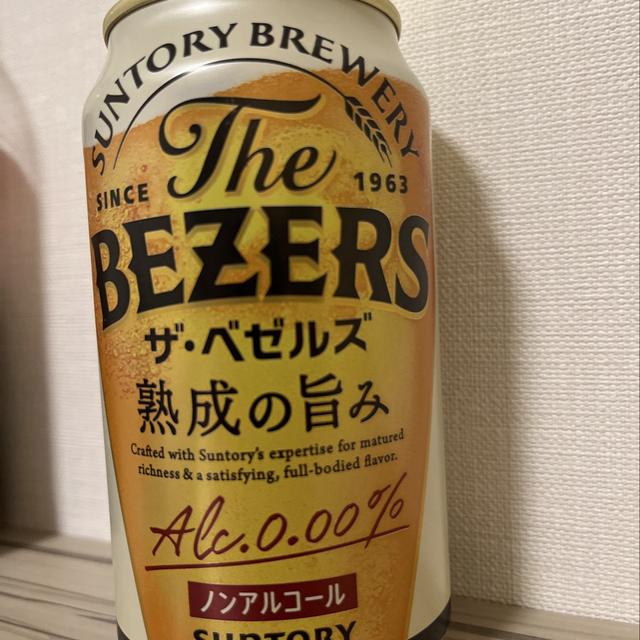 SUNTORY BREWERY
The
SINCE 1963
BEZERS
ザ・ベゼルズ
熟成の旨み
Crafted with Suntory's expertise for matured
richness & a satisfying, full-bodied flavor.
Alc.0.00%
ノンアルコール
SUNTORY